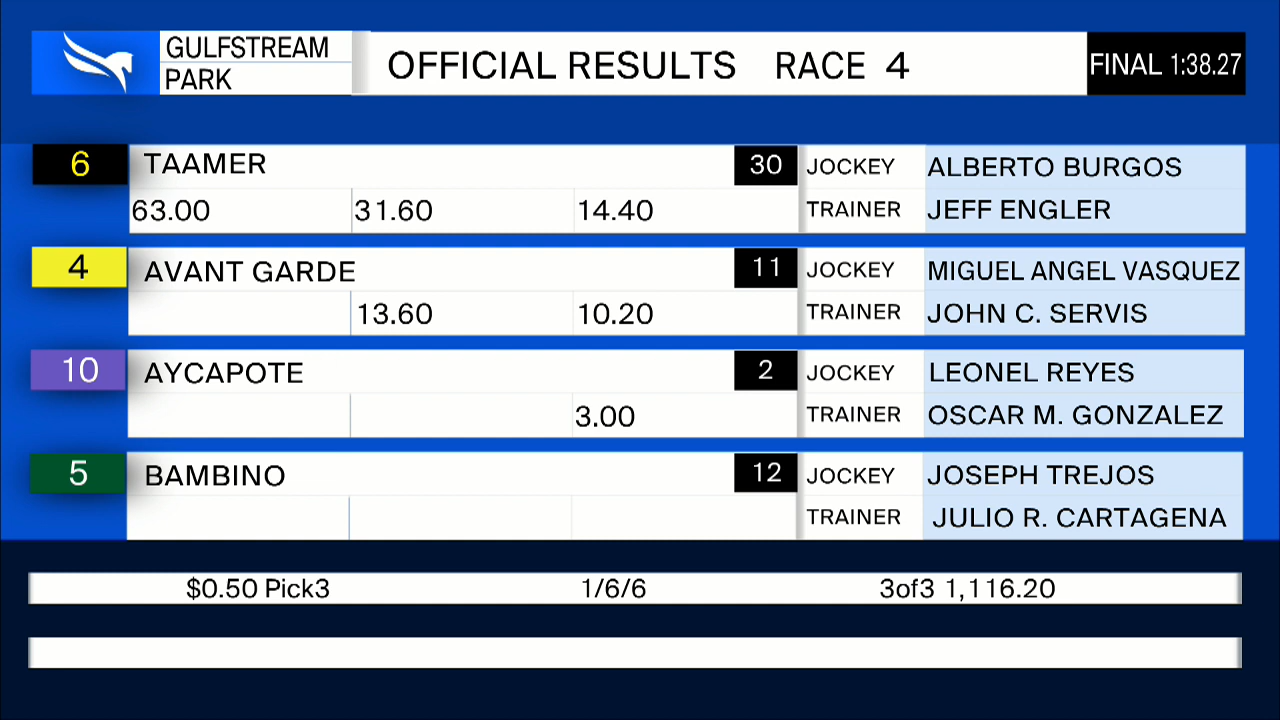 GULFSTREAM
PARK
OFFICIAL RESULTS RACE 4
FINAL 1:38.27
6 TAAMER 30 JOCKEY ALBERTO BURGOS
63.00 31.60 14.40 TRAINER JEFF ENGLER
4 AVANT GARDE 11 JOCKEY MIGUEL ANGEL VASQUEZ
13.60 10.20 TRAINER JOHN C. SERVIS
10 AYCAPOTE 2 JOCKEY LEONEL REYES
3.00 TRAINER OSCAR M. GONZALEZ
5 BAMBINO 12 JOCKEY JOSEPH TREJOS
TRAINER JULIO R. CARTAGENA
$0.50 Pick3 1/6/6 3of3 1,116.20